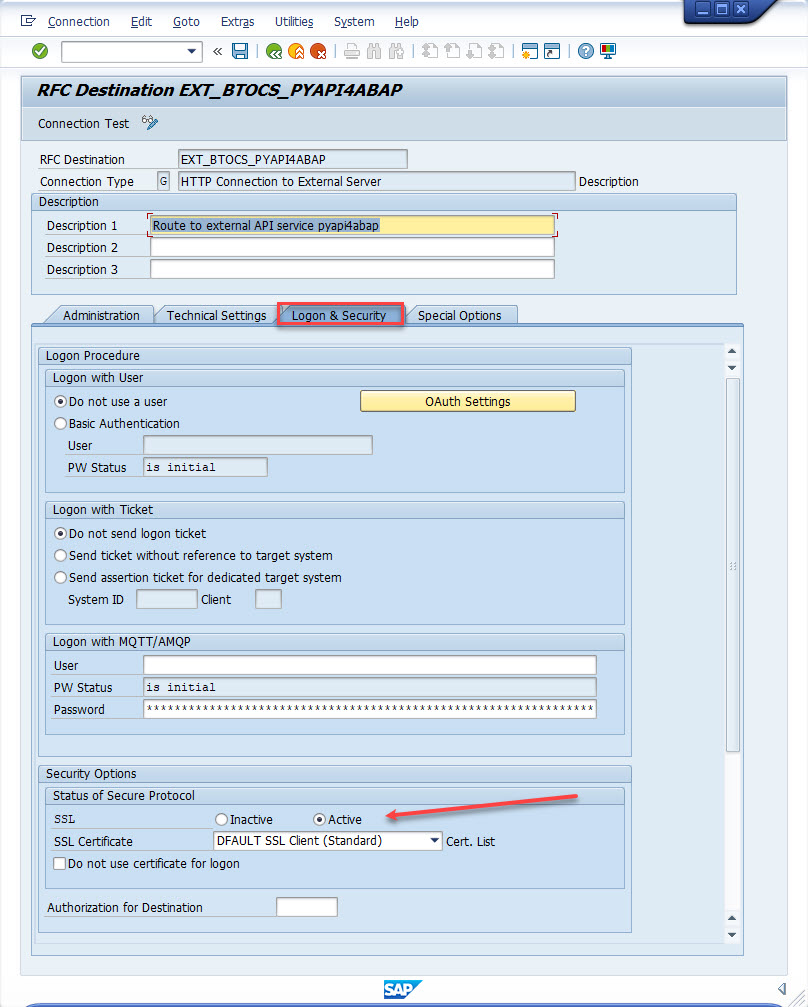 Connection Edit Goto Extras Utilities System Help
RFC Destination EXT_BTOCS_PYAPI4ABAP
Connection Test
RFC Destination EXT_BTOCS_PYAPI4ABAP
Connection Type G HTTP Connection to External Server Description
Description
Description 1 Route to external API service pyapi4abap
Description 2
Description 3
Administration Technical Settings Logon & Security Special Options
Logon Procedure
Logon with User
Do not use a user OAuth Settings
Basic Authentication
User
PW Status is initial
Logon with Ticket
Do not send logon ticket
Send ticket without reference to target system
Send assertion ticket for dedicated target system
System ID Client
Logon with MQTT/AMQP
User
PW Status is initial
Password ****************************************************************
Security Options
Status of Secure Protocol
SSL Inactive Active
SSL Certificate DFAULT SSL Client (Standard) Cert. List
Do not use certificate for logon
Authorization for Destination
SAP